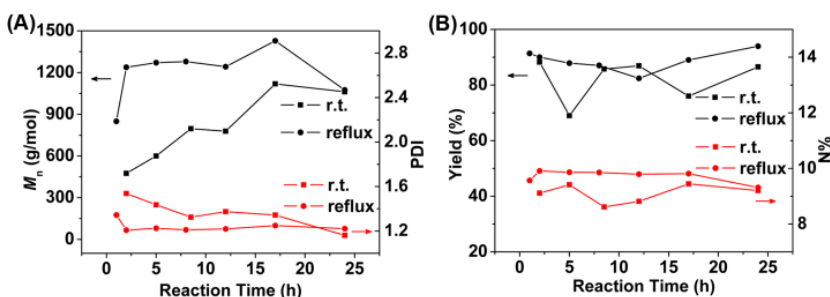 (A)
1500
1200
900
600
300
0
Mn (g/mol)
2.8
2.4
2.0
1.6
1.2
PDI
r.t.
reflux
r.t.
reflux
0 5 10 15 20 25
Reaction Time (h)
(B)
100
80
60
40
20
Yield (%)
14
12
10
8
N%
r.t.
reflux
r.t.
reflux
0 5 10 15 20 25
Reaction Time (h)